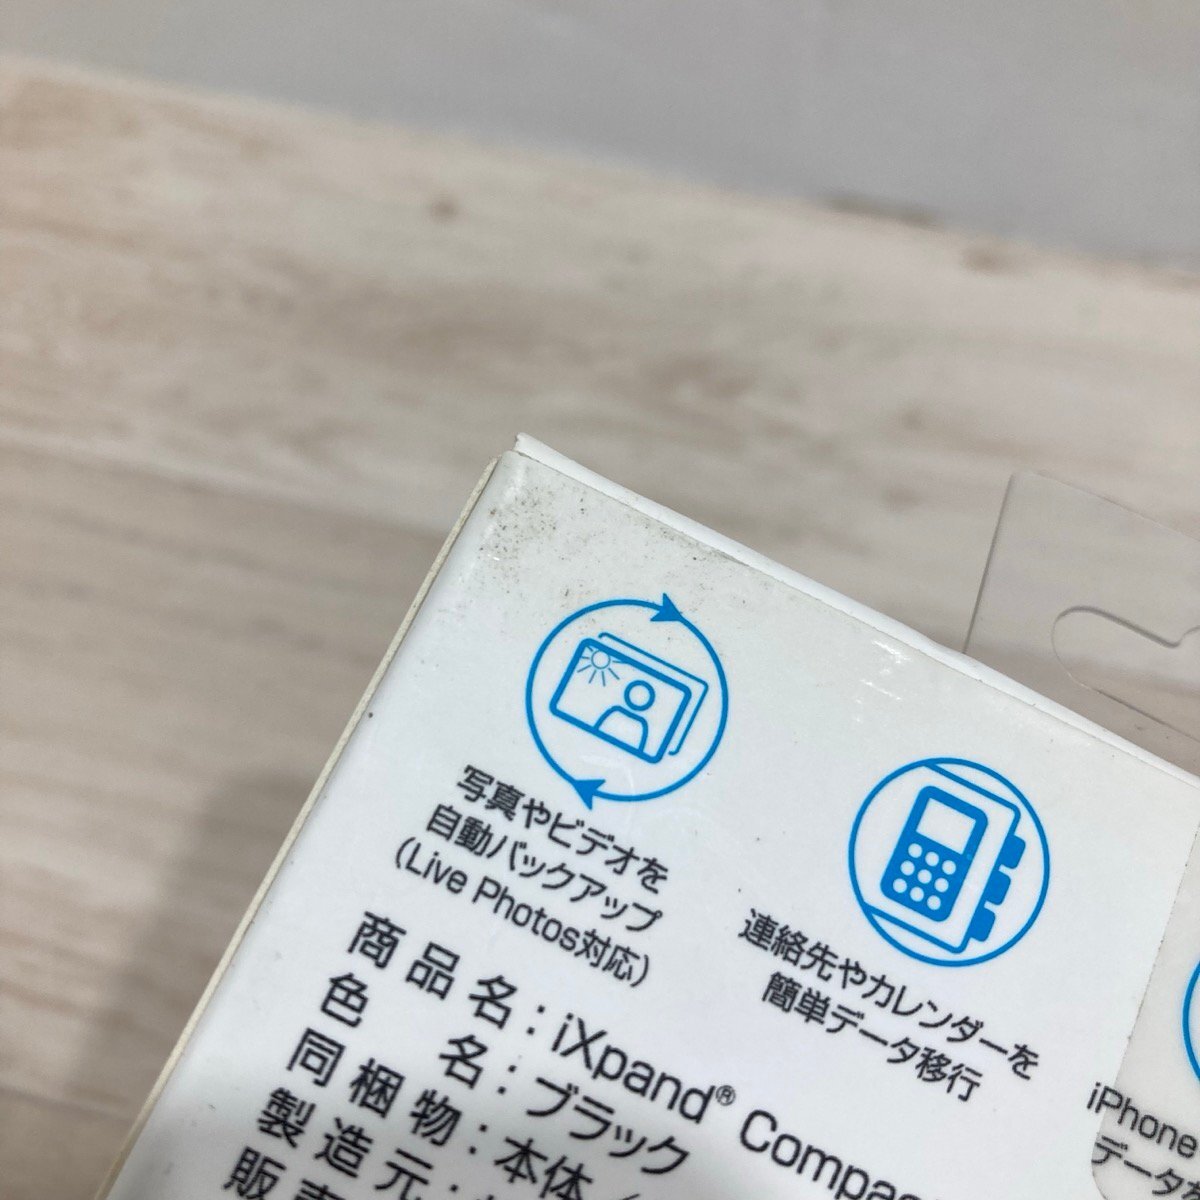 写真やビデオを
自動バックアップ
(Live Photos対応)
連絡先やカレンダーを
簡単データ移行
iPhone
データ
商品名:iXpand® Compac
色 名:ブラック
同梱物:本体
製造元:
販売